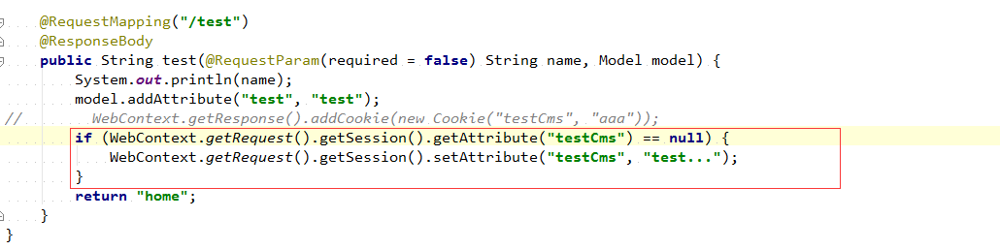 @RequestMapping("/test")
@ResponseBody
public String test(@RequestParam(required = false) String name, Model model) {
System.out.println(name);
model.addAttribute("test", "test");
// WebContext.getResponse().addCookie(new Cookie("testCms", "aaa"));
if (WebContext.getRequest().getSession().getAttribute("testCms") == null) {
WebContext.getRequest().getSession().setAttribute("testCms", "test...");
}
return "home";
}
}